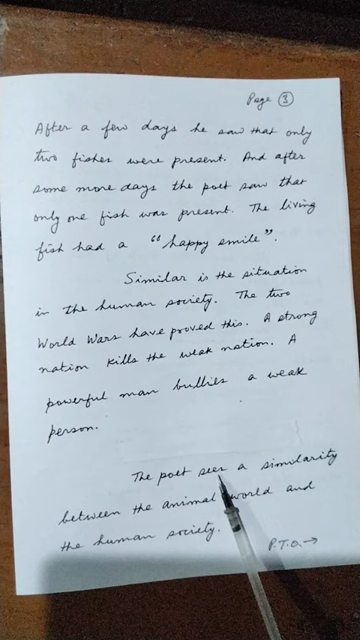 Page ③
After a few days he saw that only
two fishes were present. And after
some more days the poet saw that
only one fish was present. The living
fish had a "happy smile".
Similar is the situation
in the human society. The two
World Wars have proved this. A strong
nation kills the weak nation. A
powerful man bullies a weak
person.
The poet sees a similarity
between the animal world and
the human society.
P.T.O. →